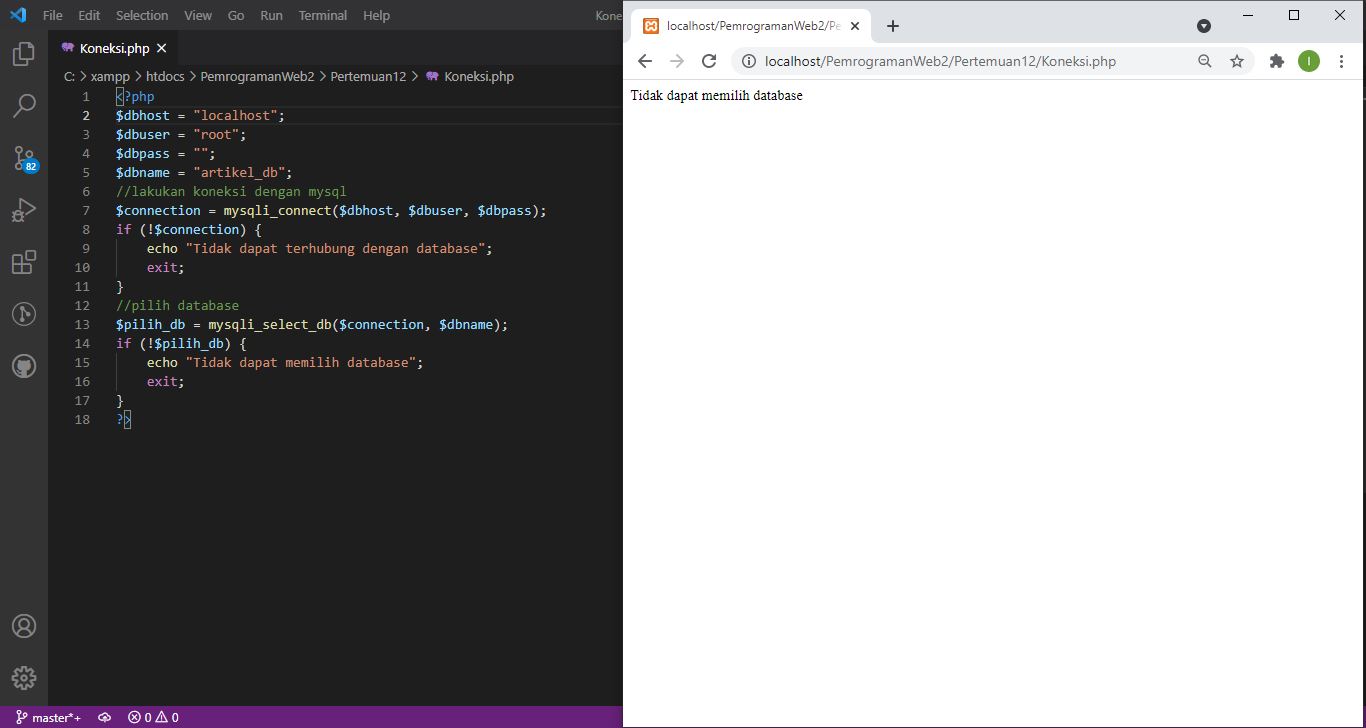 File Edit Selection View Go Run Terminal Help Kone
Koneksi.php
C: > xampp > htdocs > PemrogramanWeb2 > Pertemuan12 > Koneksi.php
1 <?php
2 $dbhost = "localhost";
3 $dbuser = "root";
4 $dbpass = "";
5 $dbname = "artikel_db";
6 //lakukan koneksi dengan mysql
7 $connection = mysqli_connect($dbhost, $dbuser, $dbpass);
8 if (!$connection) {
9 echo "Tidak dapat terhubung dengan database";
10 exit;
11 }
12 //pilih database
13 $pilih_db = mysqli_select_db($connection, $dbname);
14 if (!$pilih_db) {
15 echo "Tidak dapat memilih database";
16 exit;
17 }
18 ?>
82
master*+ 0 0
localhost/PemrogramanWeb2/Pe
localhost/PemrogramanWeb2/Pertemuan12/Koneksi.php
I
Tidak dapat memilih database